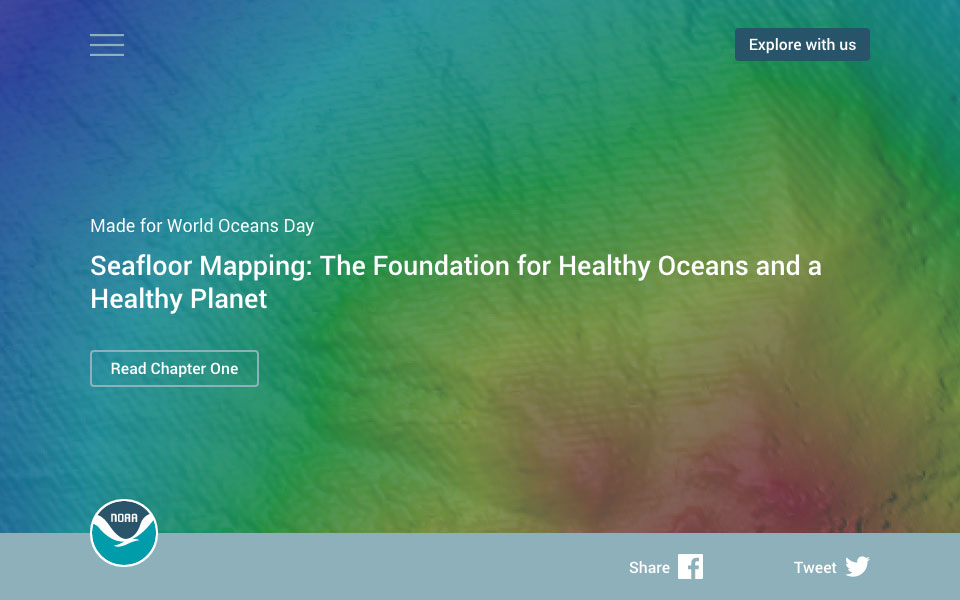 Explore with us
Made for World Oceans Day
Seafloor Mapping: The Foundation for Healthy Oceans and a
Healthy Planet
Read Chapter One
NOAA
Share
Tweet